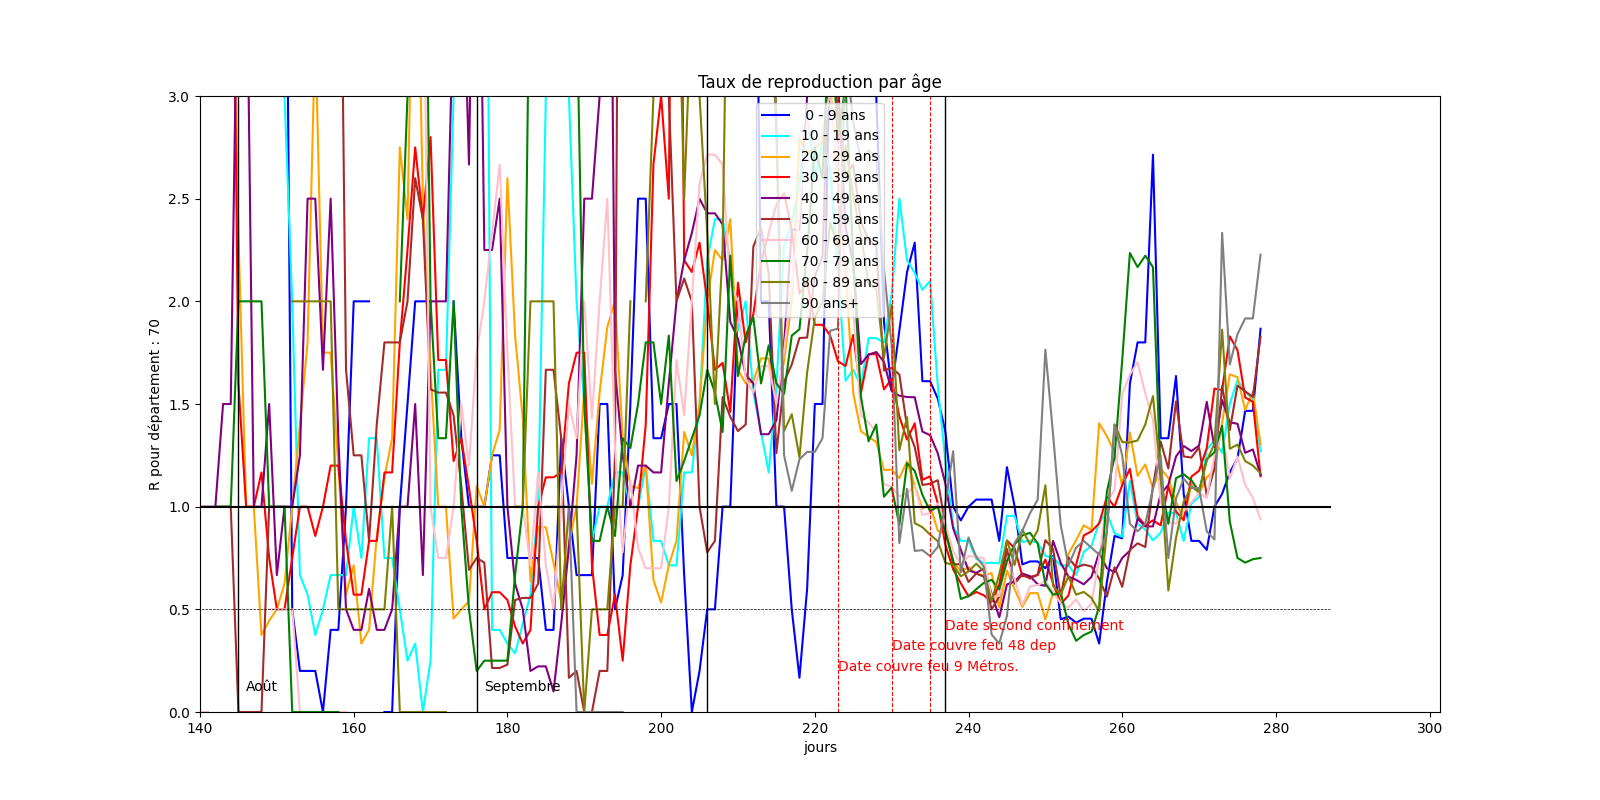 Taux de reproduction par âge
R pour département : 70
3.0
2.5
2.0
1.5
1.0
0.5
0.0
0 - 9 ans
10 - 19 ans
20 - 29 ans
30 - 39 ans
40 - 49 ans
50 - 59 ans
60 - 69 ans
70 - 79 ans
80 - 89 ans
90 ans+
Date second confinement
Date couvre feu 48 dep
Date couvre feu 9 Métros.
Août
Septembre
140
160
180
200
220
240
260
280
300
jours